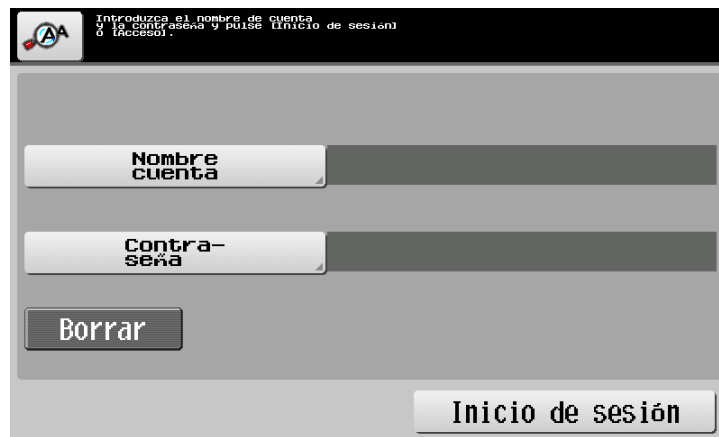 Introduzca el nombre de cuenta
y la contraseña y pulse [Inicio de sesión]
o [Acceso].
AA
Nombre
cuenta
Contra-
seña
Borrar
Inicio de sesión